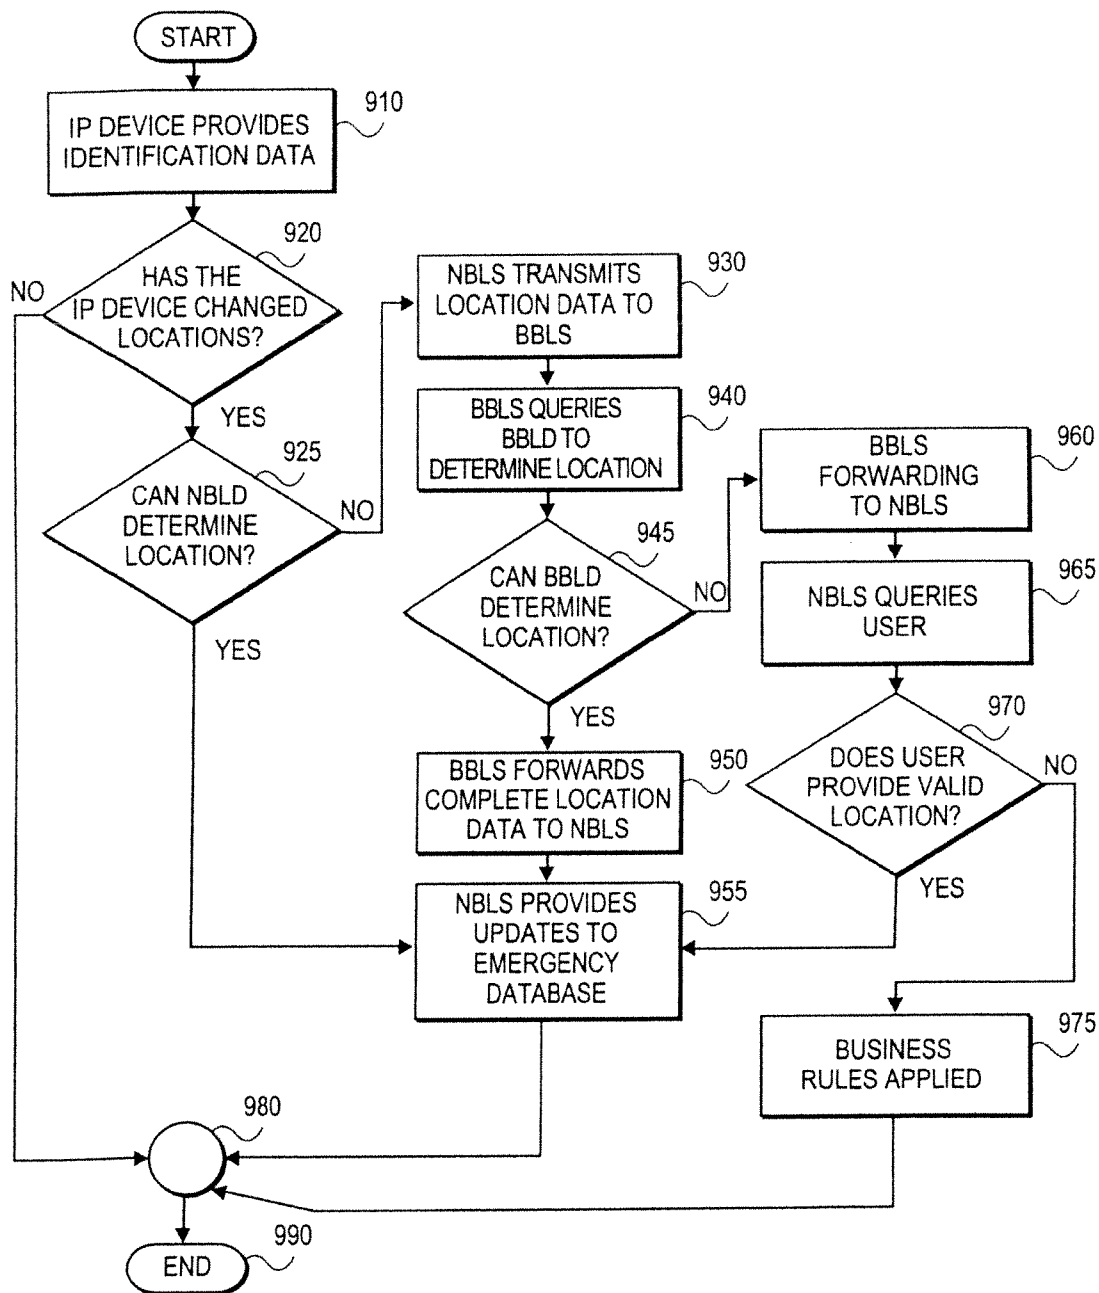 START
IP DEVICE PROVIDES
IDENTIFICATION DATA
910
HAS THE
IP DEVICE CHANGED
LOCATIONS?
920
NO
YES
CAN NBLD
DETERMINE
LOCATION?
925
NO
YES
NBLS TRANSMITS
LOCATION DATA TO
BBLS
930
BBLS QUERIES
BBLD TO
DETERMINE LOCATION
940
CAN BBLD
DETERMINE
LOCATION?
945
NO
YES
BBLS FORWARDS
COMPLETE LOCATION
DATA TO NBLS
950
NBLS PROVIDES
UPDATES TO
EMERGENCY
DATABASE
955
BBLS
FORWARDING
TO NBLS
960
NBLS QUERIES
USER
965
DOES USER
PROVIDE VALID
LOCATION?
970
NO
YES
BUSINESS
RULES APPLIED
975
980
END
990